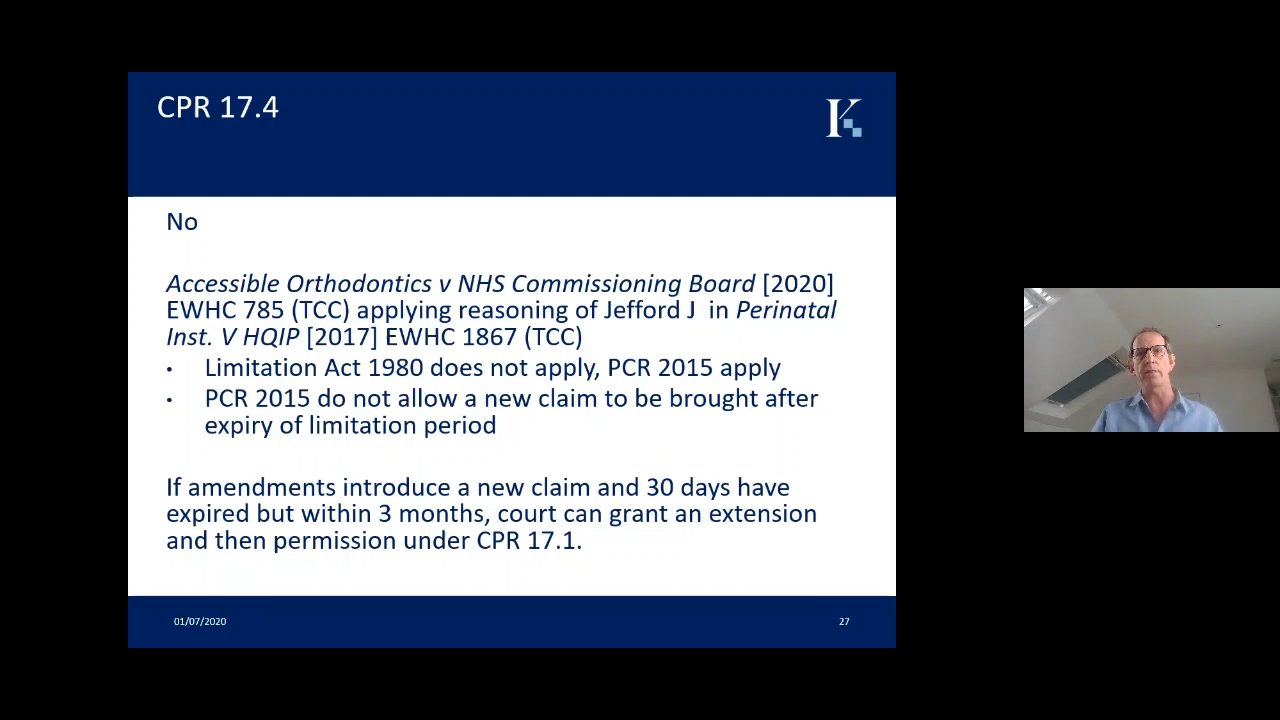 CPR 17.4
K
No
Accessible Orthodontics v NHS Commissioning Board [2020]
EWHC 785 (TCC) applying reasoning of Jefford J in Perinatal
Inst. V HQIP [2017] EWHC 1867 (TCC)
• Limitation Act 1980 does not apply, PCR 2015 apply
• PCR 2015 do not allow a new claim to be brought after
expiry of limitation period
If amendments introduce a new claim and 30 days have
expired but within 3 months, court can grant an extension
and then permission under CPR 17.1.
01/07/2020
27